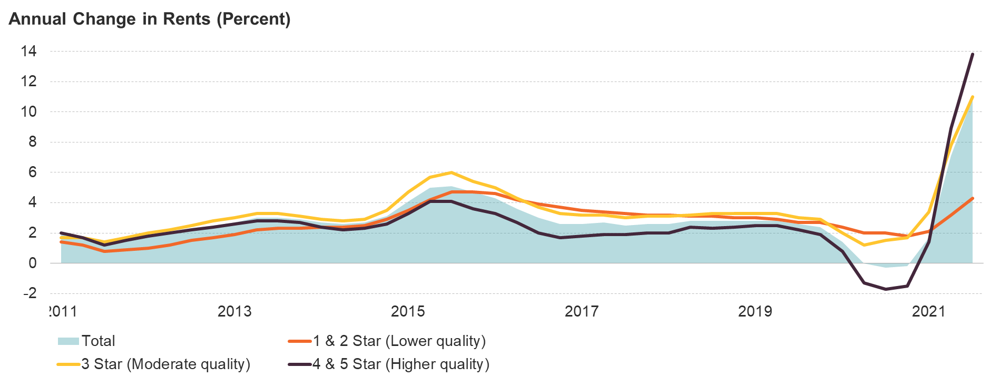 Annual Change in Rents (Percent)
14
12
10
8
6
4
2
0
-2
2011 2013 2015 2017 2019 2021
Total 1 & 2 Star (Lower quality)
3 Star (Moderate quality) 4 & 5 Star (Higher quality)